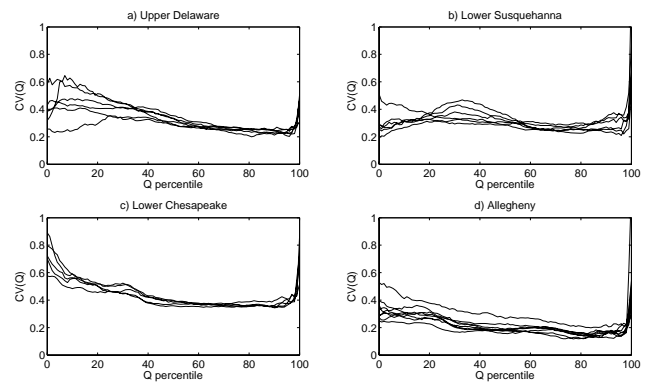 a) Upper Delaware
1
0.8
0.6
0.4
0.2
0
CV(Q)
0 20 40 60 80 100
Q percentile
b) Lower Susquehanna
1
0.8
0.6
0.4
0.2
0
CV(Q)
0 20 40 60 80 100
Q percentile
c) Lower Chesapeake
1
0.8
0.6
0.4
0.2
0
CV(Q)
0 20 40 60 80 100
Q percentile
d) Allegheny
1
0.8
0.6
0.4
0.2
0
CV(Q)
0 20 40 60 80 100
Q percentile